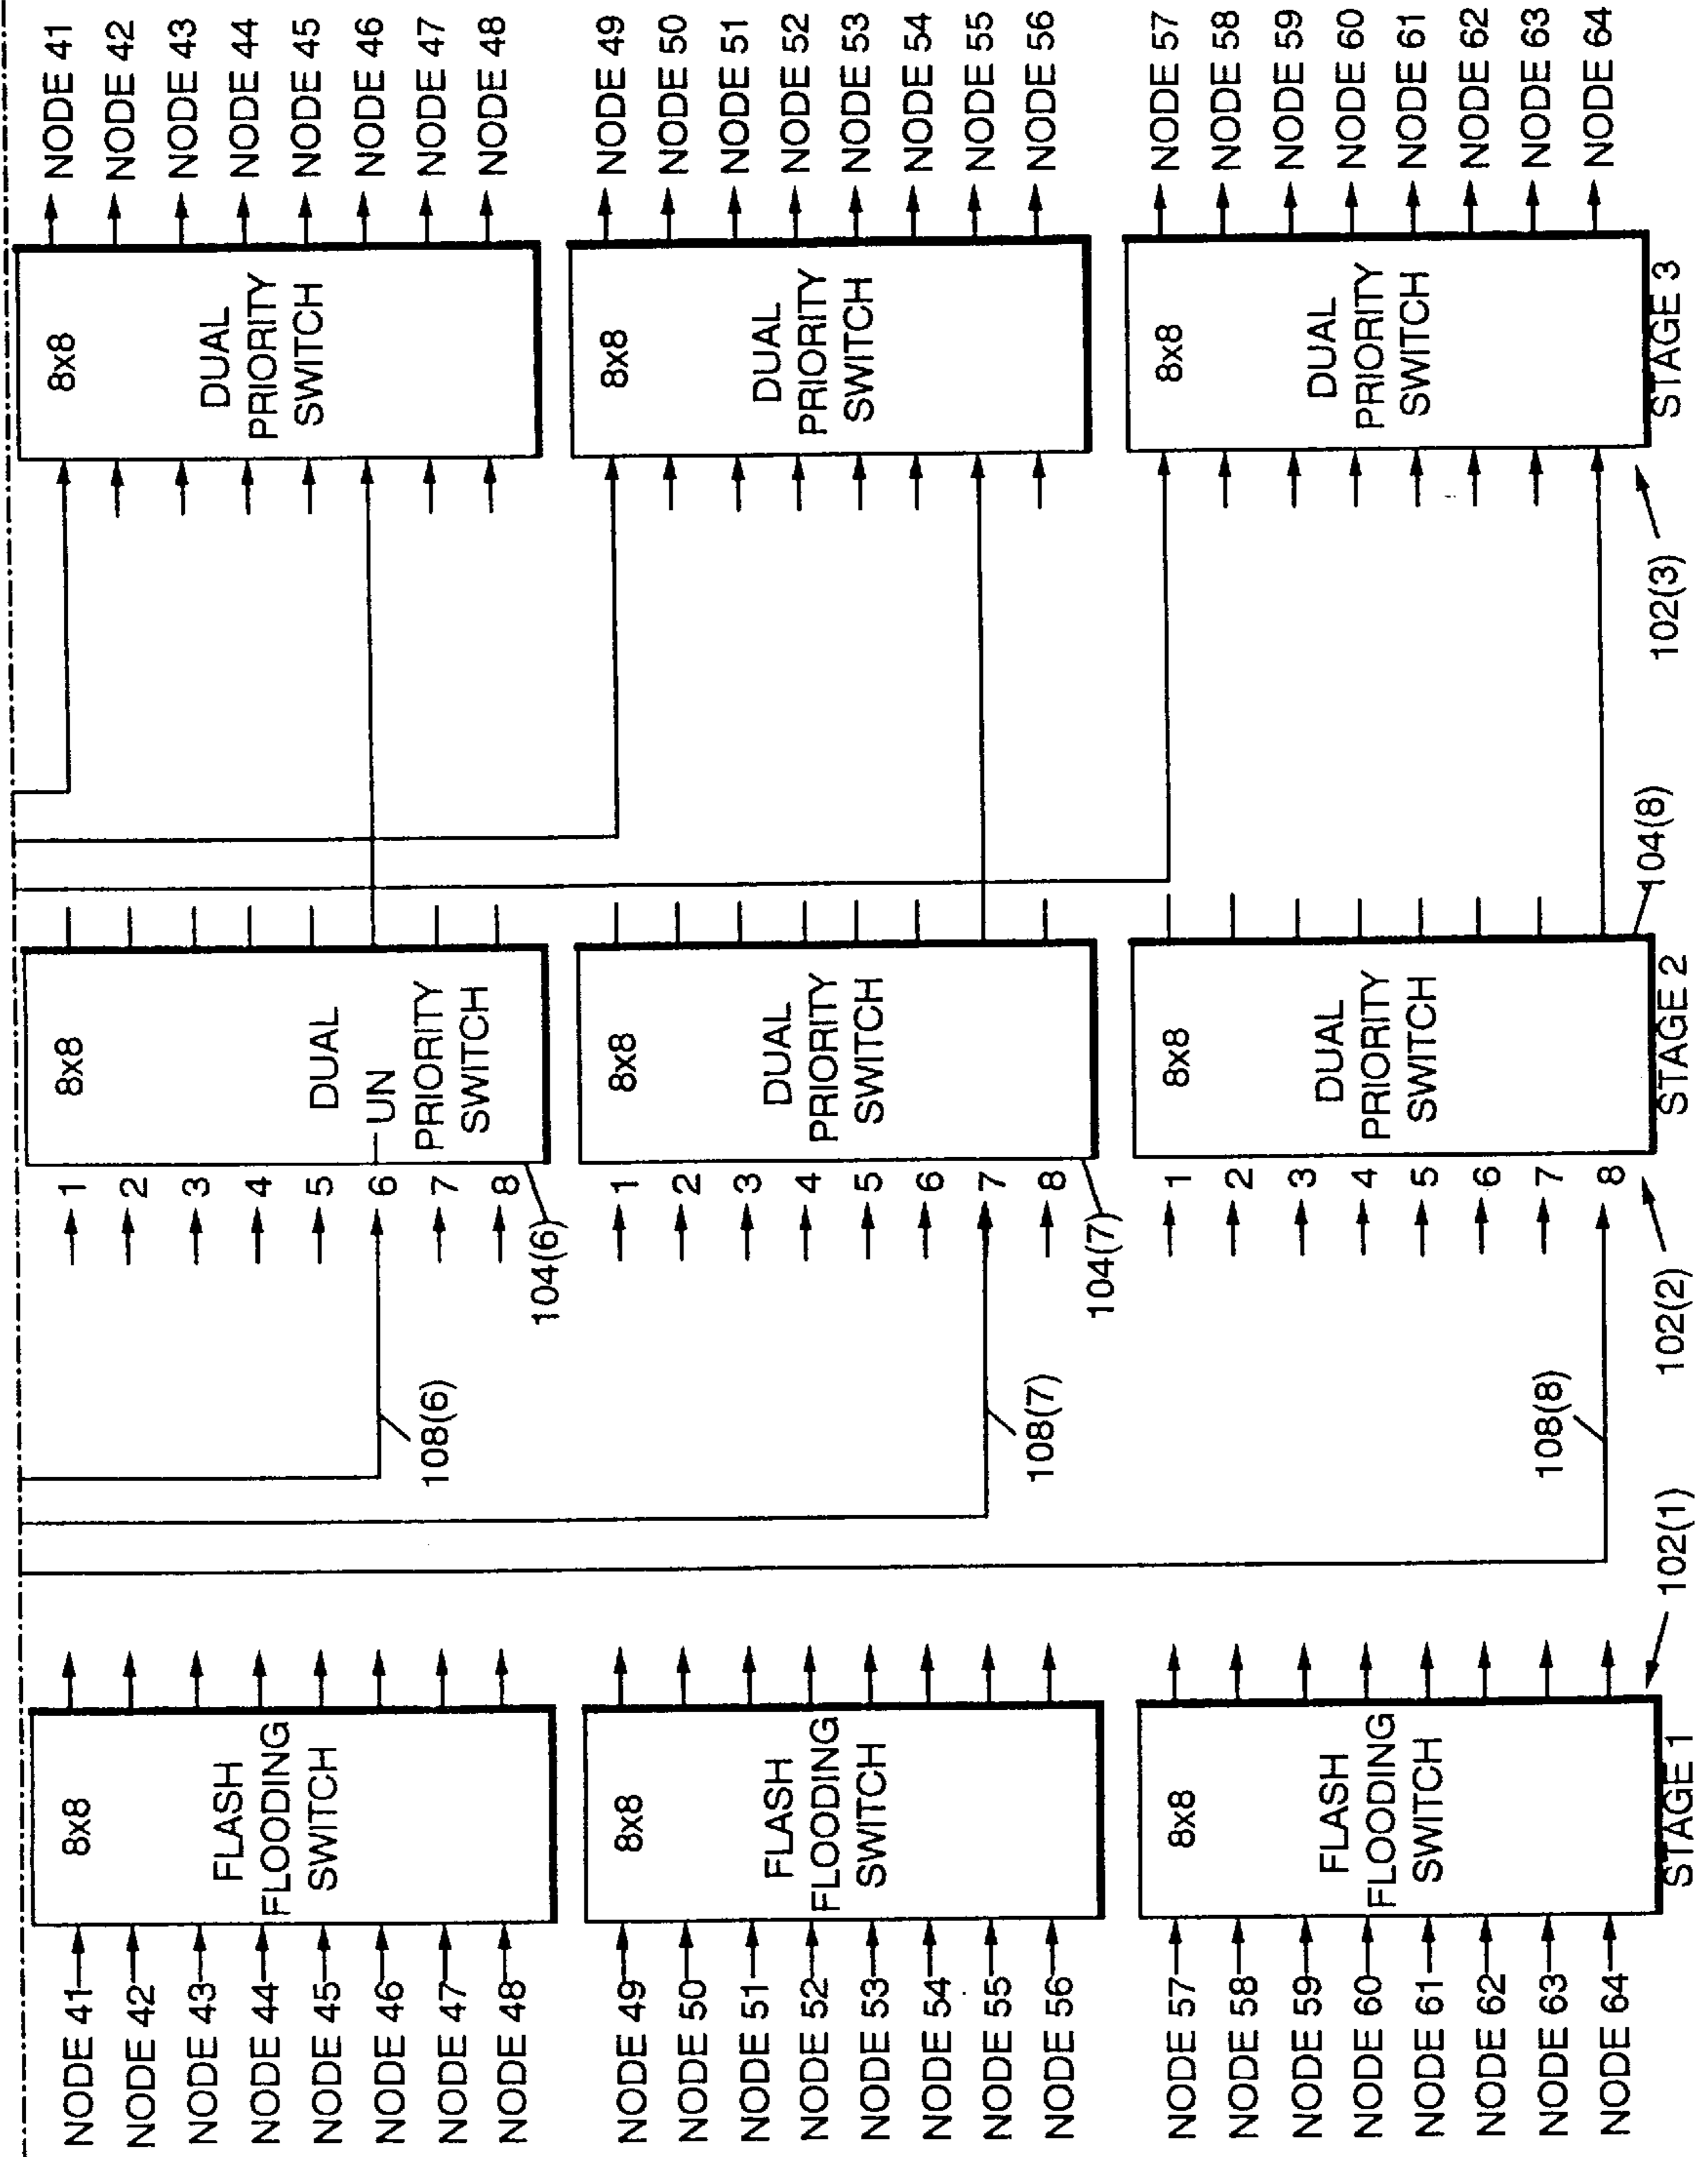 NODE 41
NODE 42
NODE 43
NODE 44
NODE 45
NODE 46
NODE 47
NODE 48
8x8
FLASH
FLOODING
SWITCH
108(6)
1
2
3
4
5
6
7
8
104(6)
8x8
DUAL
UN
PRIORITY
SWITCH
8x8
DUAL
PRIORITY
SWITCH
NODE 41
NODE 42
NODE 43
NODE 44
NODE 45
NODE 46
NODE 47
NODE 48
NODE 49
NODE 50
NODE 51
NODE 52
NODE 53
NODE 54
NODE 55
NODE 56
8x8
FLASH
FLOODING
SWITCH
108(7)
1
2
3
4
5
6
7
8
104(7)
8x8
DUAL
PRIORITY
SWITCH
8x8
DUAL
PRIORITY
SWITCH
NODE 49
NODE 50
NODE 51
NODE 52
NODE 53
NODE 54
NODE 55
NODE 56
NODE 57
NODE 58
NODE 59
NODE 60
NODE 61
NODE 62
NODE 63
NODE 64
8x8
FLASH
FLOODING
SWITCH
108(8)
1
2
3
4
5
6
7
8
8x8
DUAL
PRIORITY
SWITCH
104(8)
8x8
DUAL
PRIORITY
SWITCH
NODE 57
NODE 58
NODE 59
NODE 60
NODE 61
NODE 62
NODE 63
NODE 64
STAGE 1
102(1)
102(2)
STAGE 2
102(3)
STAGE 3